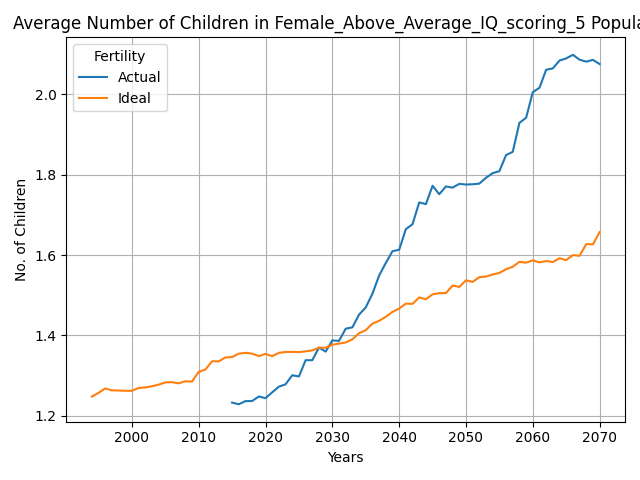 Average Number of Children in Female_Above_Average_IQ_scoring_5 Popula
Fertility
Actual
Ideal
No. of Children
2.0
1.8
1.6
1.4
1.2
2000 2010 2020 2030 2040 2050 2060 2070
Years